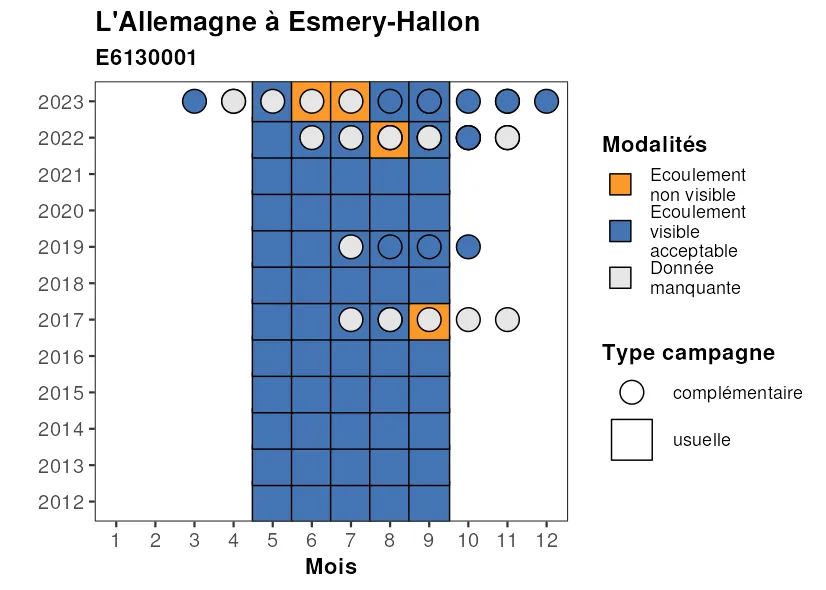 L'Allemagne à Esmery-Hallon
E6130001
2023
2022
2021
2020
2019
2018
2017
2016
2015
2014
2013
2012
1 2 3 4 5 6 7 8 9 10 11 12
Mois
Modalités
Ecoulement
non visible
Ecoulement
visible
acceptable
Donnée
manquante
Type campagne
complémentaire
usuelle